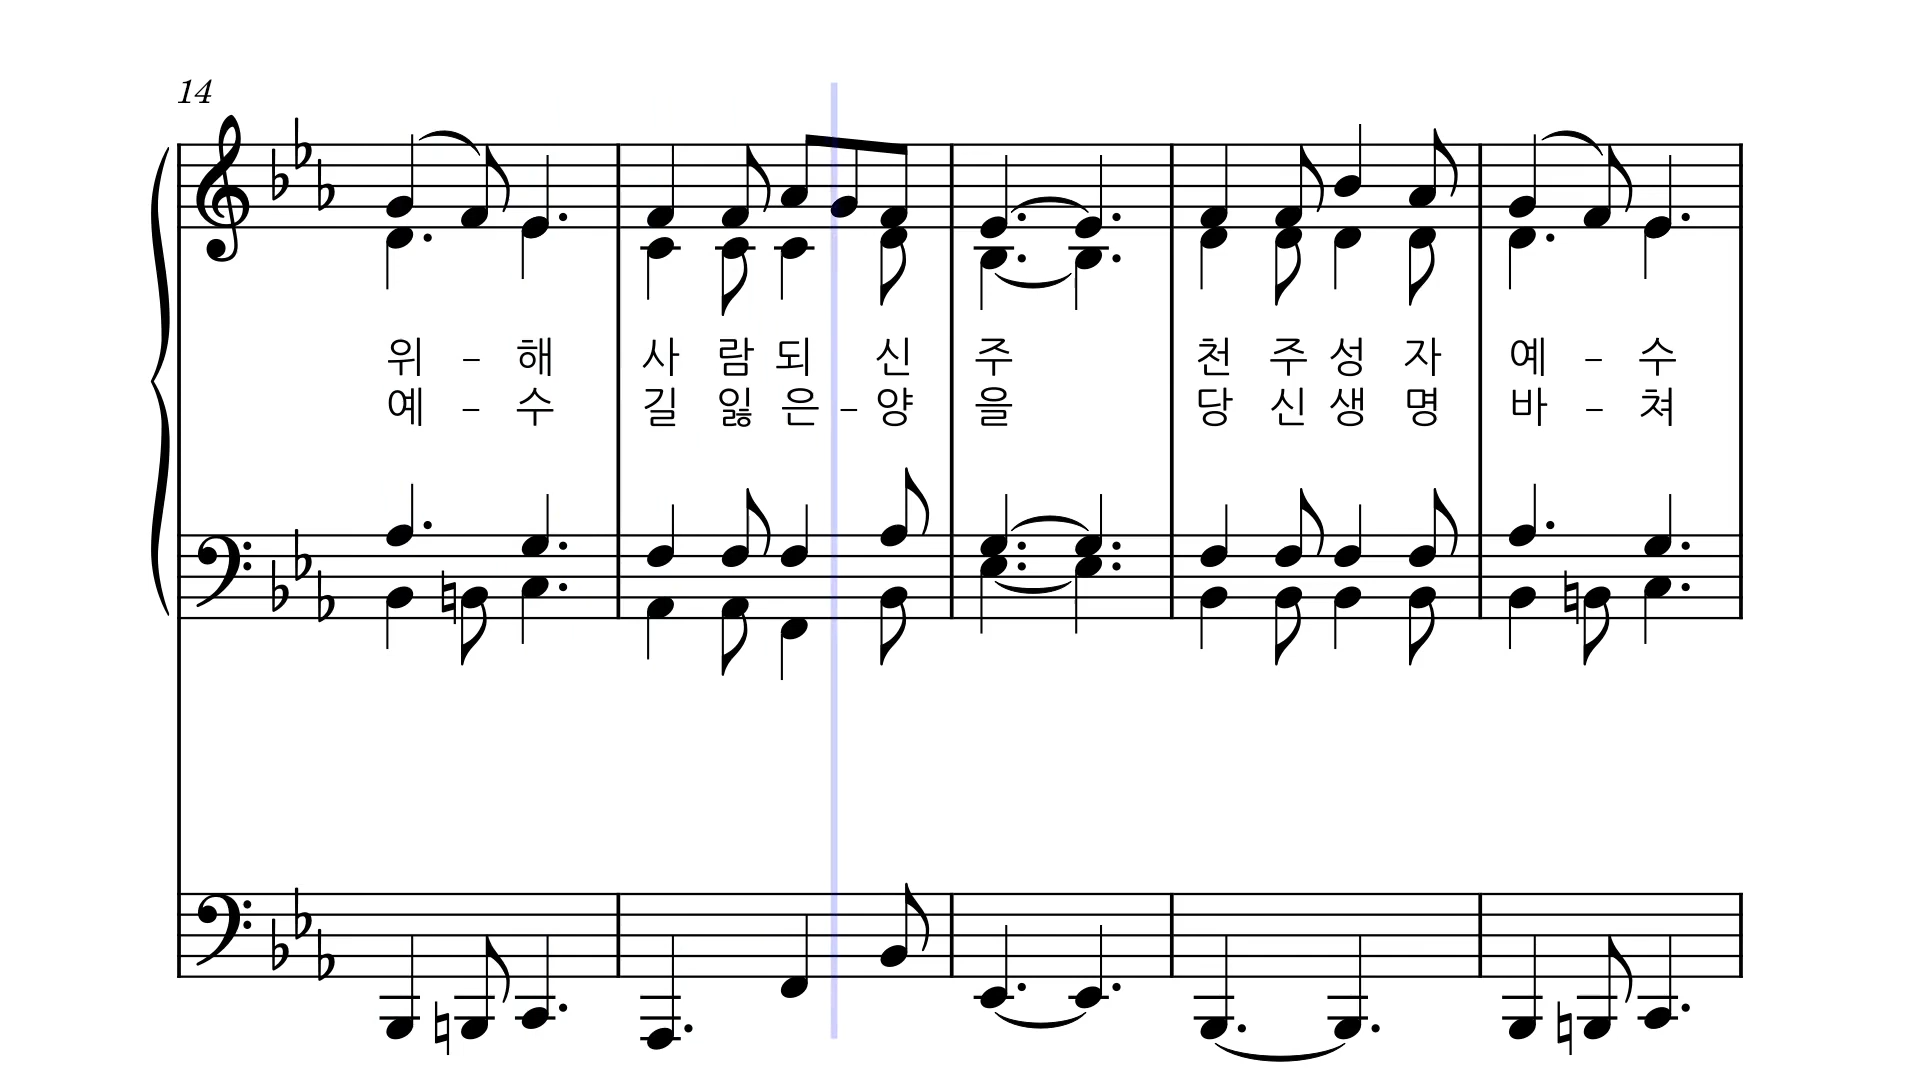 14
위 - 해 사 람 되 신 주 천 주 성 자 예 - 수
예 - 수 길 잃 은 - 양 을 당 신 생 명 바 - 쳐